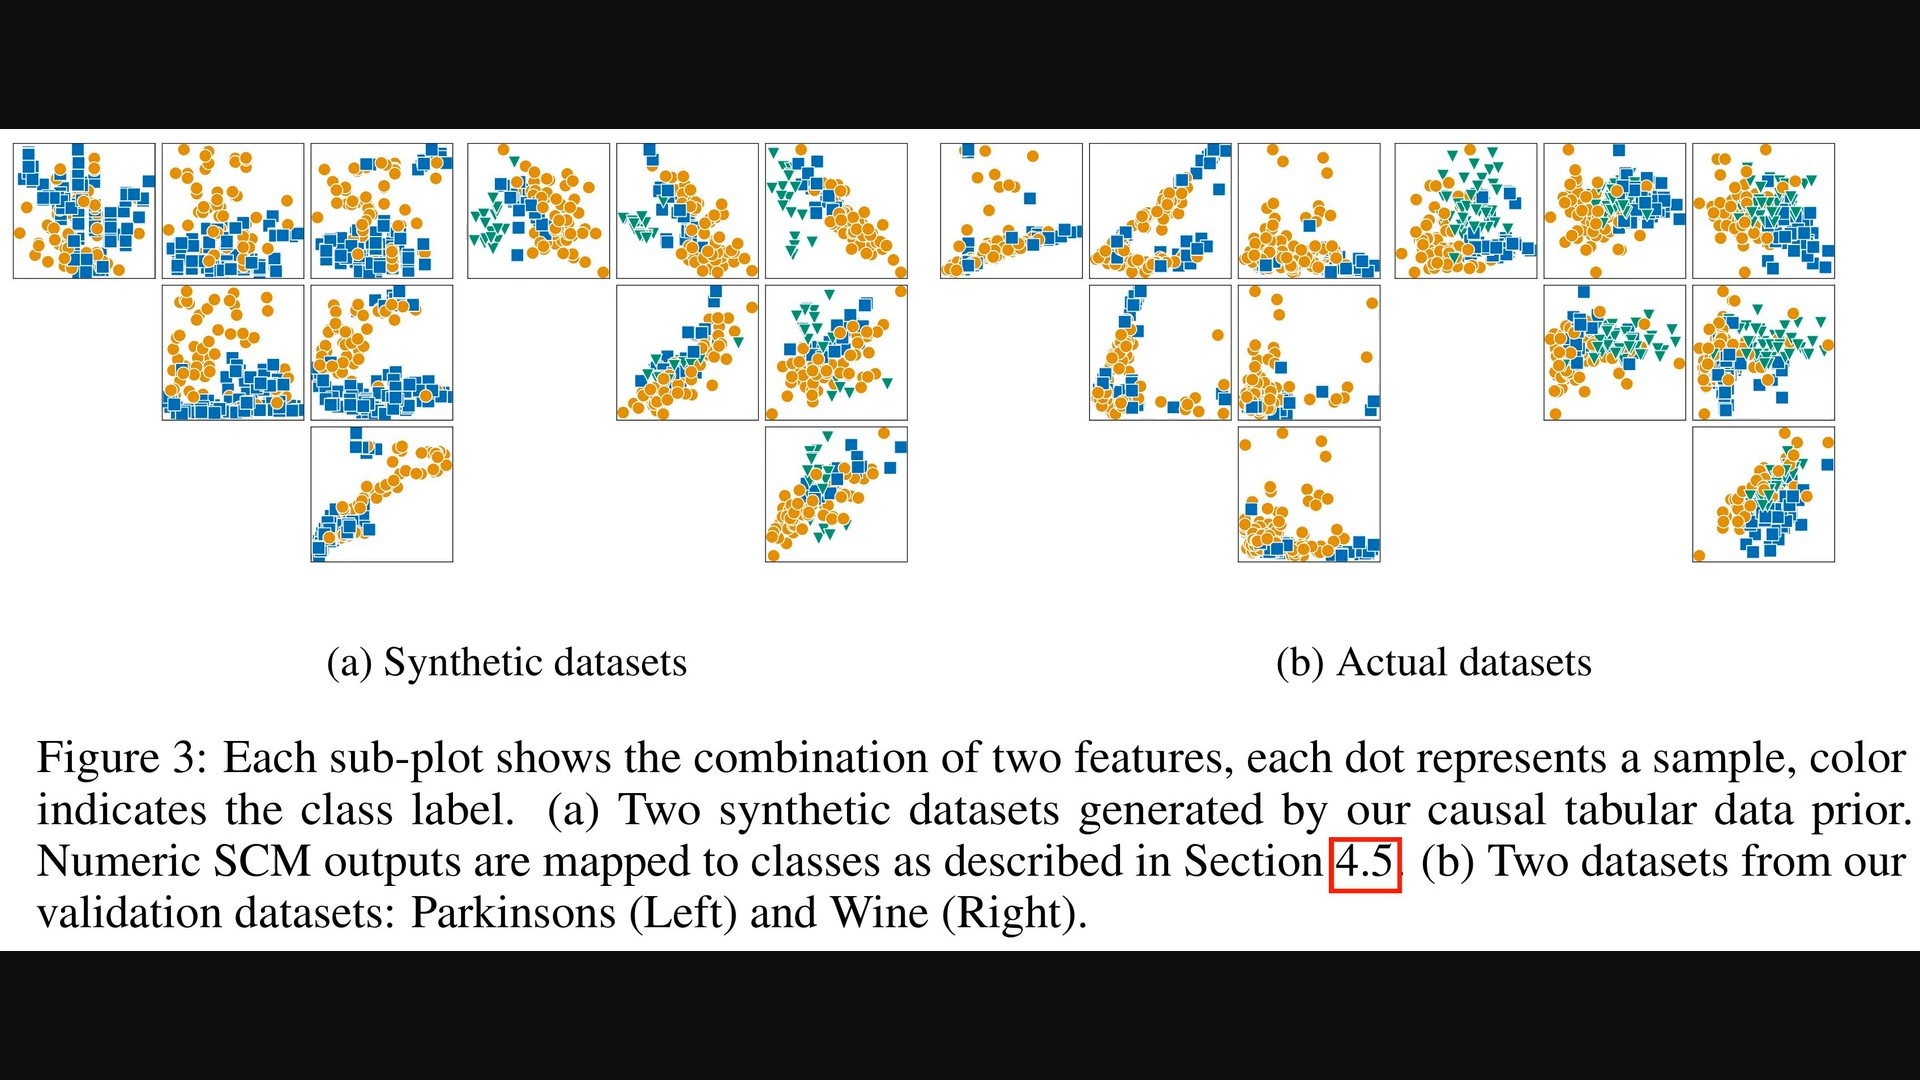 (a) Synthetic datasets
(b) Actual datasets
Figure 3: Each sub-plot shows the combination of two features, each dot represents a sample, color
indicates the class label. (a) Two synthetic datasets generated by our causal tabular data prior.
Numeric SCM outputs are mapped to classes as described in Section 4.5. (b) Two datasets from our
validation datasets: Parkinsons (Left) and Wine (Right).